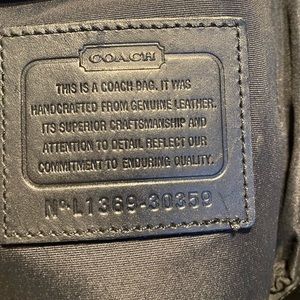 COACH
THIS IS A COACH BAG. IT WAS
HANDCRAFTED FROM GENUINE LEATHER.
ITS SUPERIOR CRAFTSMANSHIP AND
ATTENTION TO DETAIL REFLECT OUR
COMMITMENT TO ENDURING QUALITY.
Nº L1369-30359